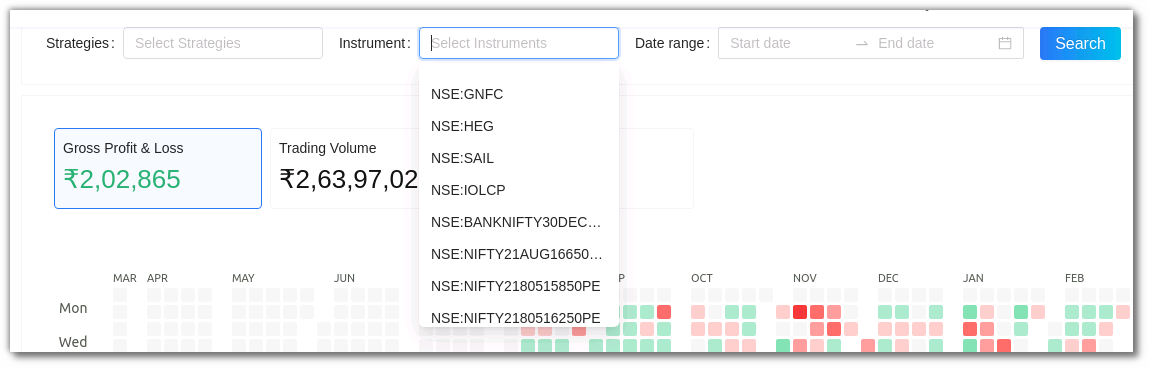 Strategies: Select Strategies Instrument: Select Instruments Date range: Start date → End date Search
NSE:GNFC
NSE:HEG
NSE:SAIL
NSE:IOLCP
NSE:BANKNIFTY30DEC…
NSE:NIFTY21AUG16650…
NSE:NIFTY2180515850PE
NSE:NIFTY2180516250PE
Gross Profit & Loss
₹2,02,865
Trading Volume
₹2,63,97,02
MAR APR MAY JUN P OCT NOV DEC JAN FEB
Mon
Wed